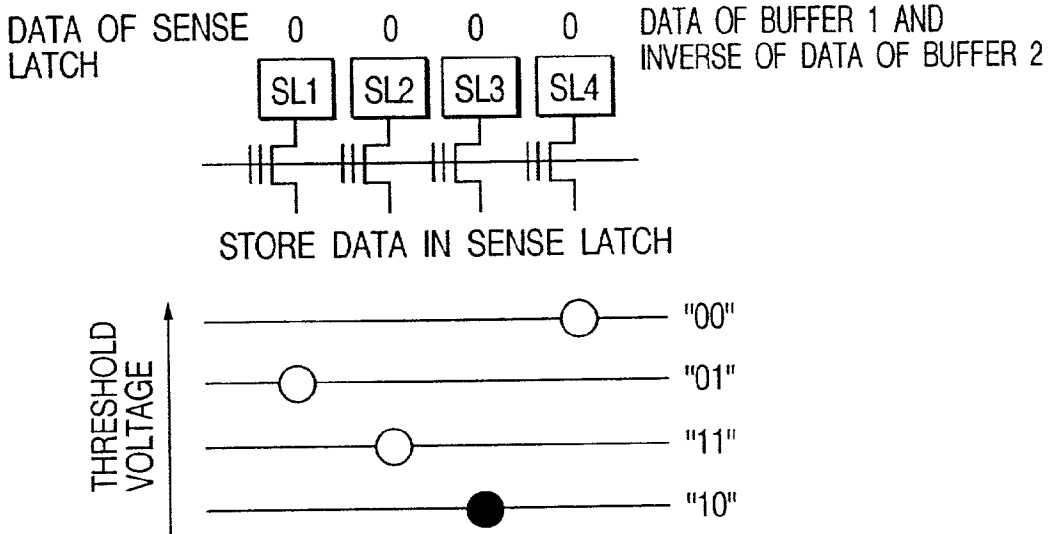 DATA OF SENSE LATCH
0 0 0 0
DATA OF BUFFER 1 AND
INVERSE OF DATA OF BUFFER 2
SL1 SL2 SL3 SL4
STORE DATA IN SENSE LATCH
THRESHOLD
VOLTAGE
"00"
"01"
"11"
"10"